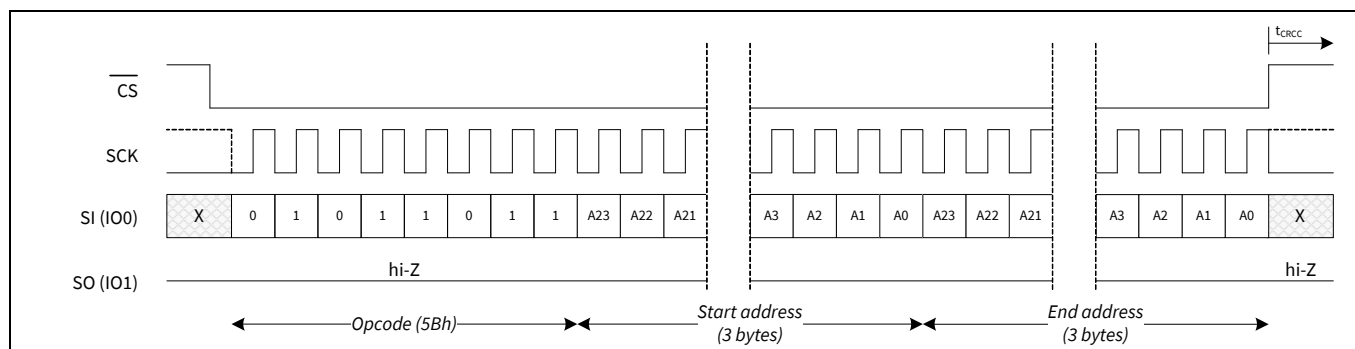 tCRCC
CS
SCK
SI (IO0) X 0 1 0 1 1 0 1 1 A23 A22 A21 A3 A2 A1 A0 A23 A22 A21 A3 A2 A1 A0 X
hi-Z hi-Z
SO (IO1)
Opcode (5Bh) Start address End address
(3 bytes) (3 bytes)